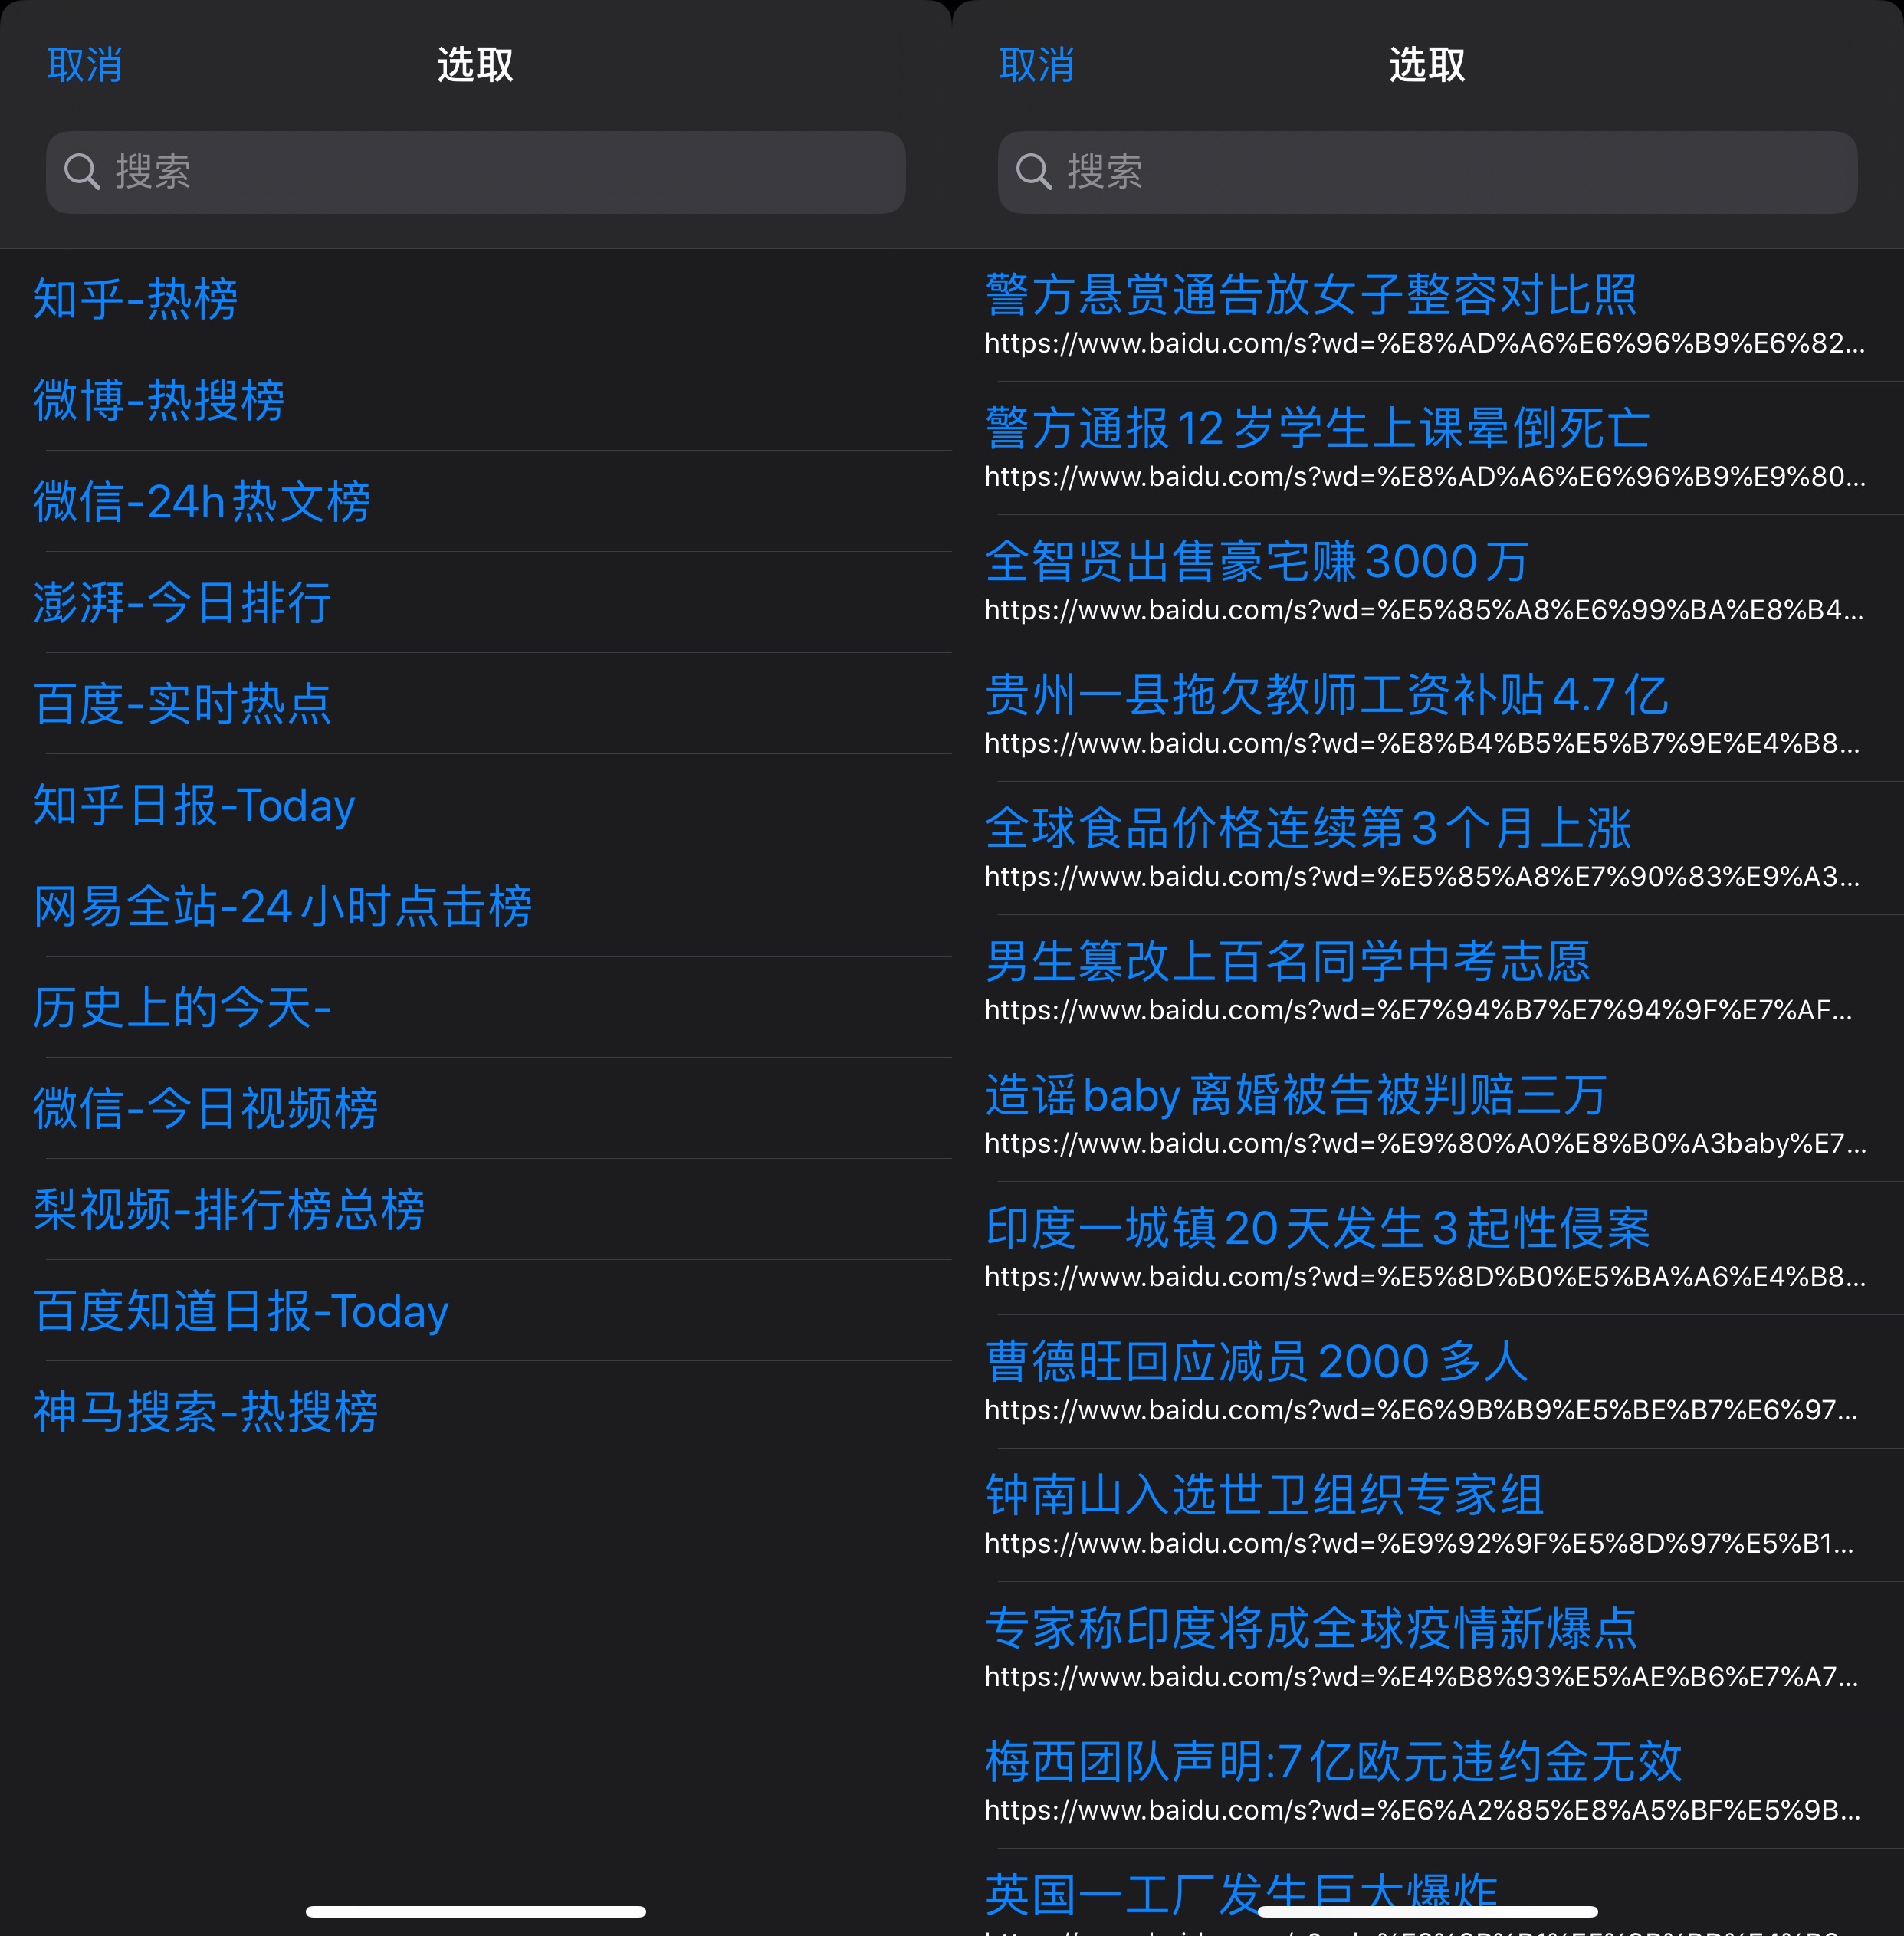 取消
选取
搜索
知乎-热榜
微博-热搜榜
微信-24h热文榜
澎湃-今日排行
百度-实时热点
知乎日报-Today
网易全站-24小时点击榜
历史上的今天-
微信-今日视频榜
梨视频-排行榜总榜
百度知道日报-Today
神马搜索-热搜榜
取消
选取
搜索
警方悬赏通告放女子整容对比照
https://www.baidu.com/s?wd=%E8%AD%A6%E6%96%B9%E6%82...
警方通报12岁学生上课晕倒死亡
https://www.baidu.com/s?wd=%E8%AD%A6%E6%96%B9%E9%80...
全智贤出售豪宅赚3000万
https://www.baidu.com/s?wd=%E5%85%A8%E6%99%BA%E8%B4...
贵州一县拖欠教师工资补贴4.7亿
https://www.baidu.com/s?wd=%E8%B4%B5%E5%B7%9E%E4%B8...
全球食品价格连续第3个月上涨
https://www.baidu.com/s?wd=%E5%85%A8%E7%90%83%E9%A3...
男生篡改上百名同学中考志愿
https://www.baidu.com/s?wd=%E7%94%B7%E7%94%9F%E7%AF...
造谣baby离婚被告被判赔三万
https://www.baidu.com/s?wd=%E9%80%A0%E8%B0%A3baby%E7...
印度一城镇20天发生3起性侵案
https://www.baidu.com/s?wd=%E5%8D%B0%E5%BA%A6%E4%B8...
曹德旺回应减员2000多人
https://www.baidu.com/s?wd=%E6%9B%B9%E5%BE%B7%E6%97...
钟南山入选世卫组织专家组
https://www.baidu.com/s?wd=%E9%92%9F%E5%8D%97%E5%B1...
专家称印度将成全球疫情新爆点
https://www.baidu.com/s?wd=%E4%B8%93%E5%AE%B6%E7%A7...
梅西团队声明:7亿欧元违约金无效
https://www.baidu.com/s?wd=%E6%A2%85%E8%A5%BF%E5%9B...
英国一工厂发生巨大爆炸